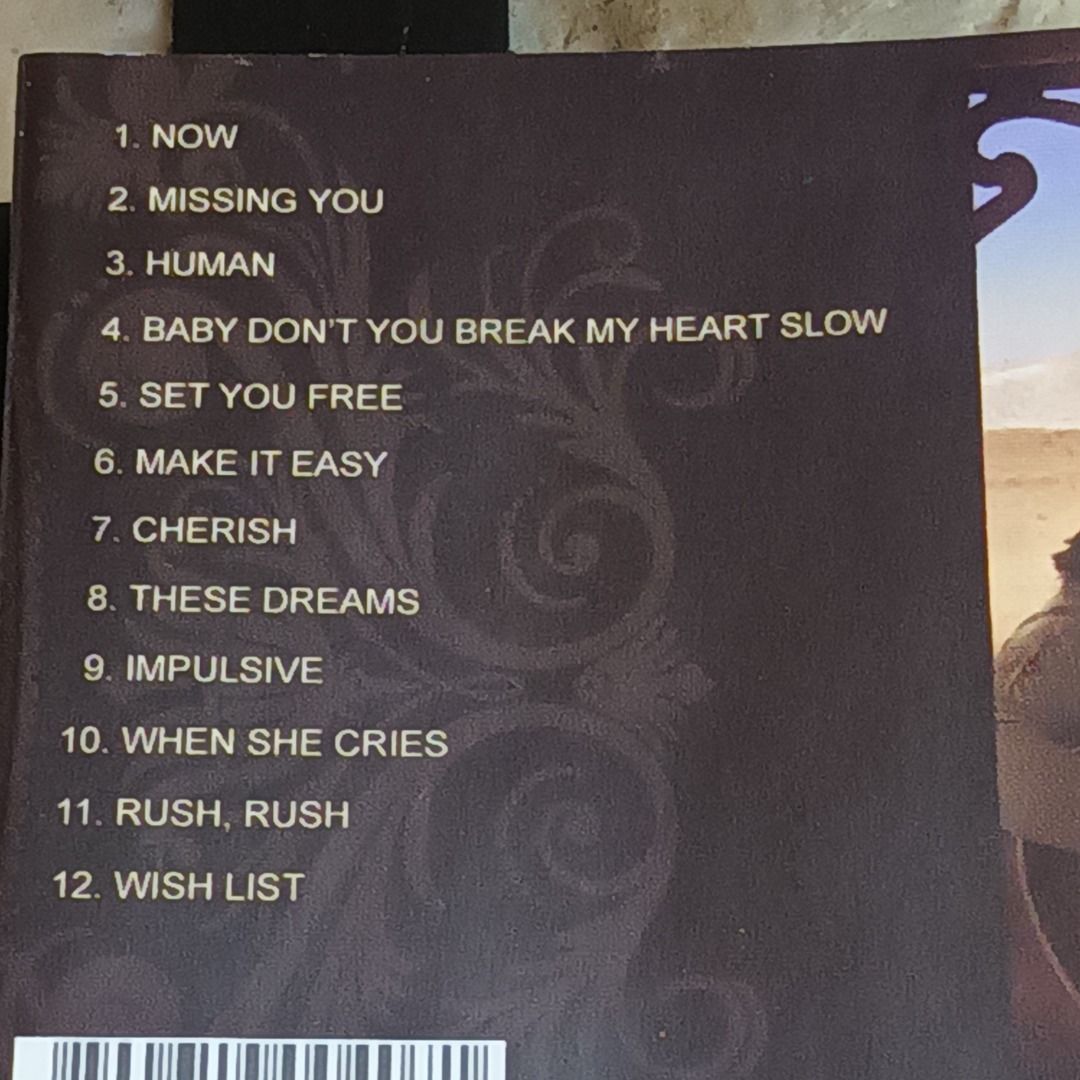 1. NOW
2. MISSING YOU
3. HUMAN
4. BABY DON'T YOU BREAK MY HEART SLOW
5. SET YOU FREE
6. MAKE IT EASY
7. CHERISH
8. THESE DREAMS
9. IMPULSIVE
10. WHEN SHE CRIES
11. RUSH, RUSH
12. WISH LIST